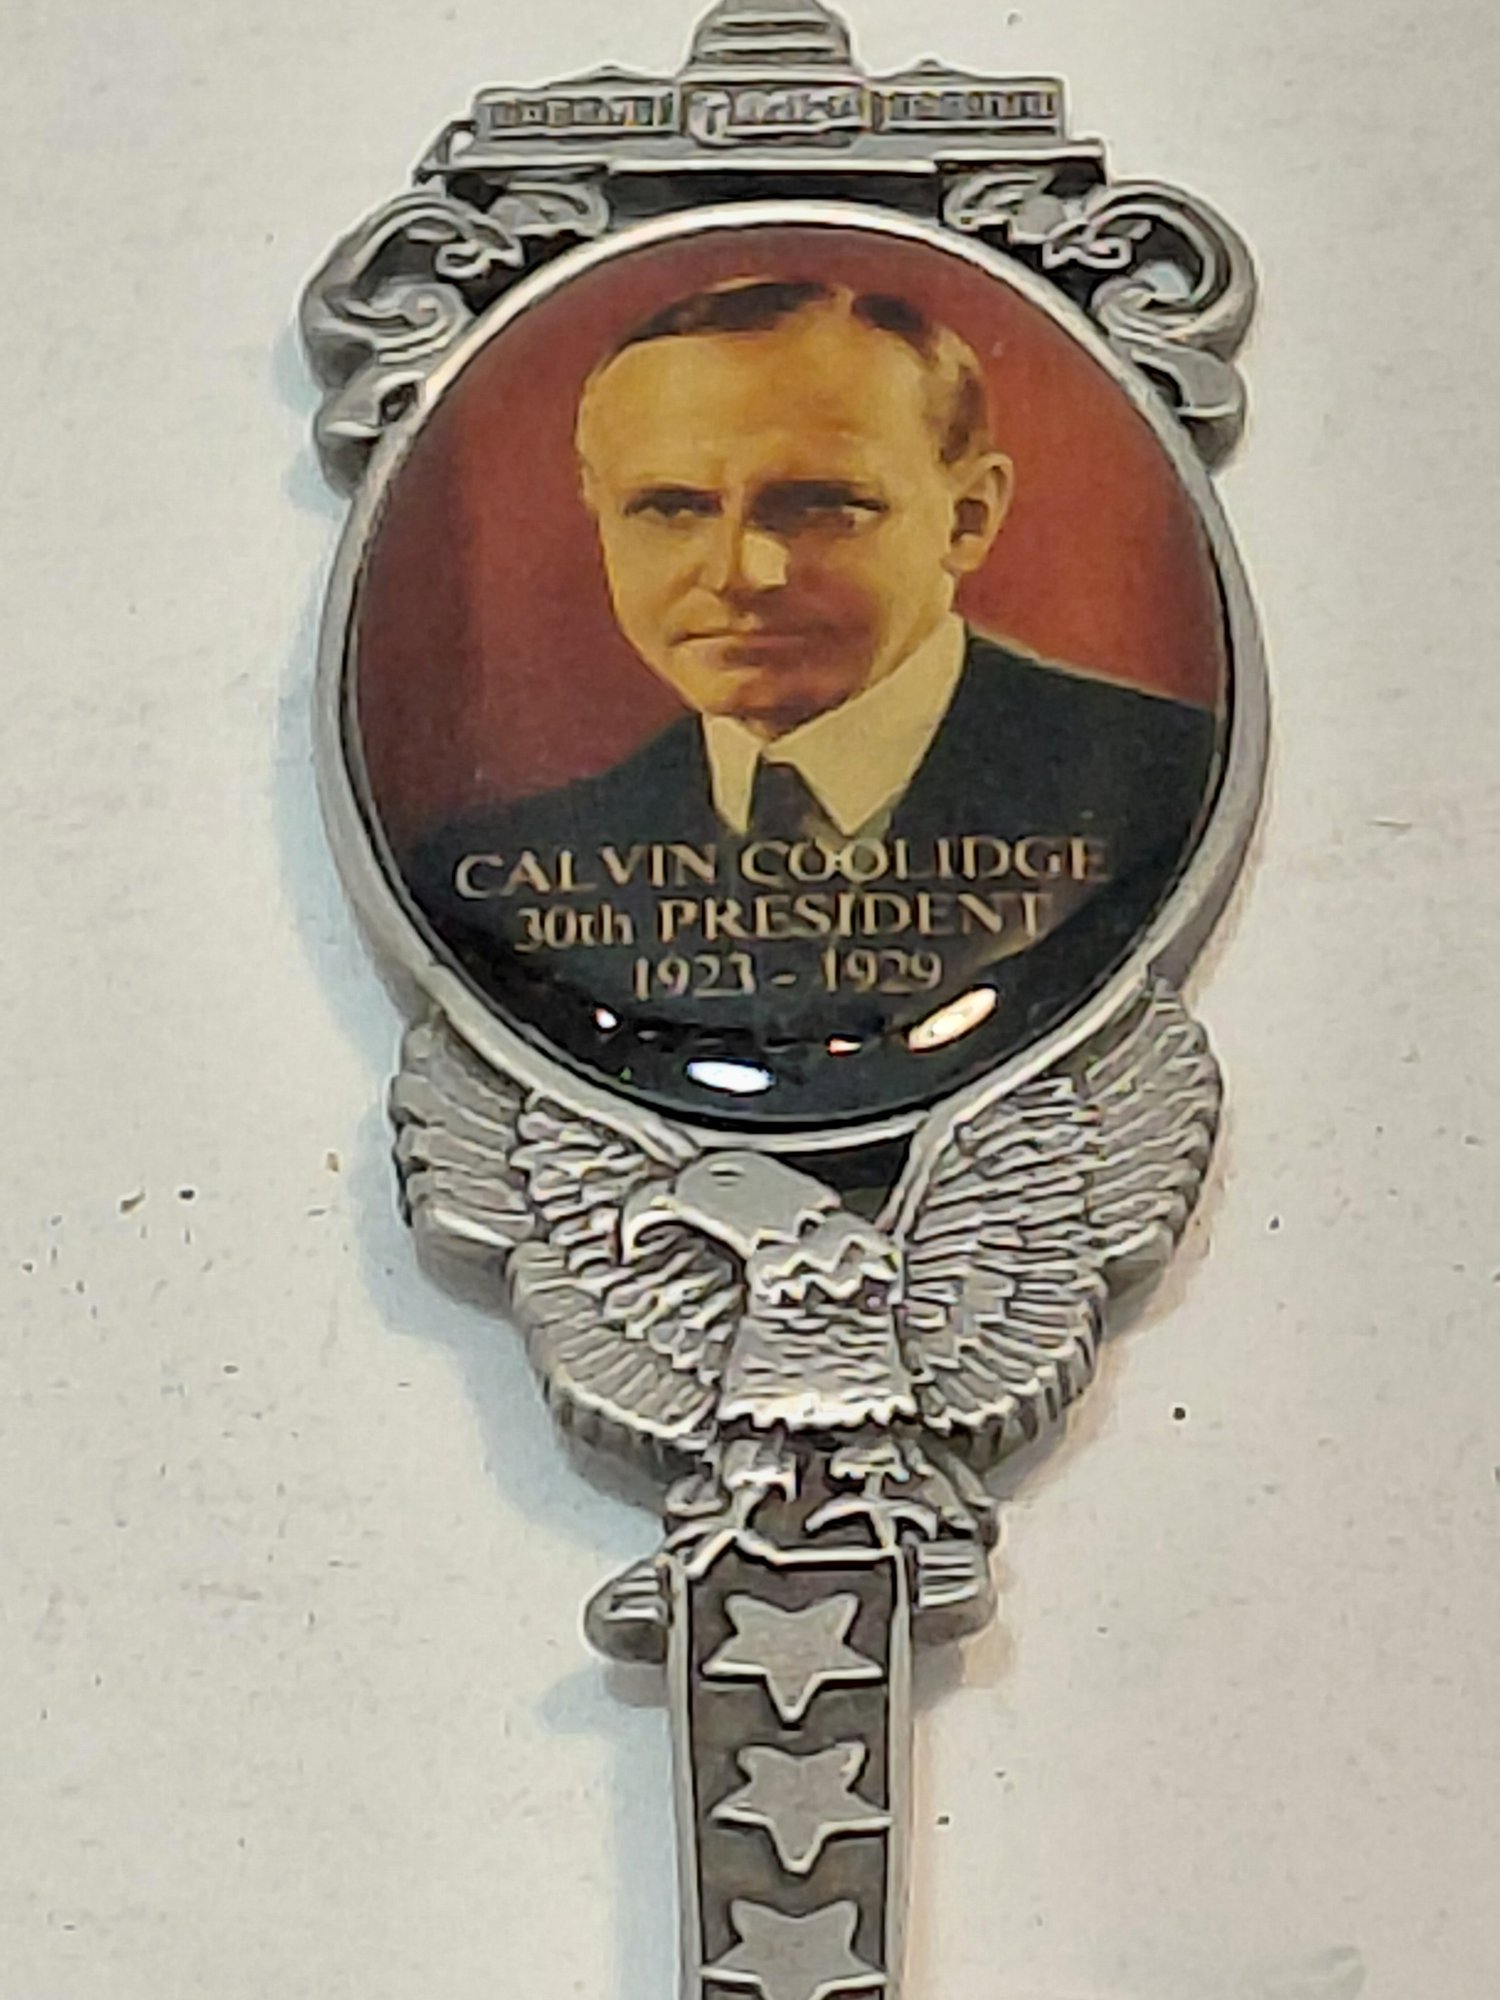 CALVIN COOLIDGE
30th PRESIDENT
1923 - 1929